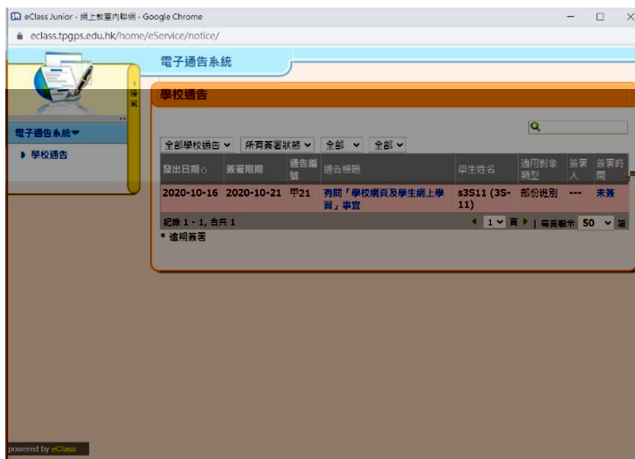 eClass Junior - 網上教室內聯網 - Google Chrome
eclass.tpgps.edu.hk/home/eService/notice/
電子通告系統
隱藏
學校通告
電子通告系統
學校通告
全部學校通告 所有簽署狀態 全部 全部
發出日期 簽署限期 通告編號 通告標題 學生姓名 適用對象類型 簽署人 簽署時間
2020-10-16 2020-10-21 甲21 有關「學校網頁及學生網上學習」事宜 s3S11 (3S-11) 部份班別 --- 未簽
紀錄 1 - 1, 合共 1 1 頁 | 每頁顯示 50 項
* 逾期簽署
powered by eClass